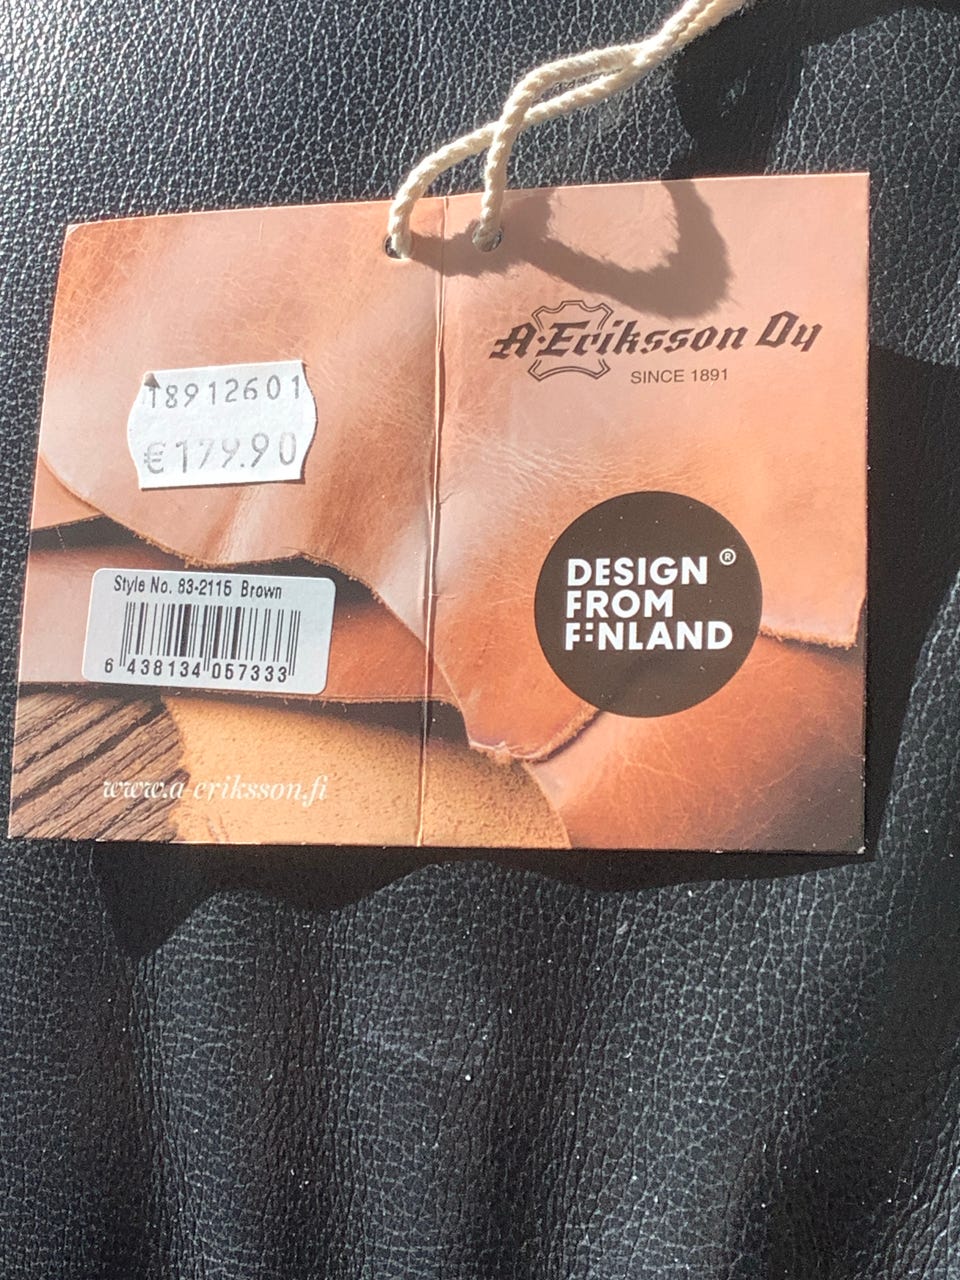 18912601
€179.90
Style No. 83-2115 Brown
6 438134 057333
www.a-eriksson.fi
A·Eriksson Oy
SINCE 1891
DESIGN ®
FROM
FINLAND